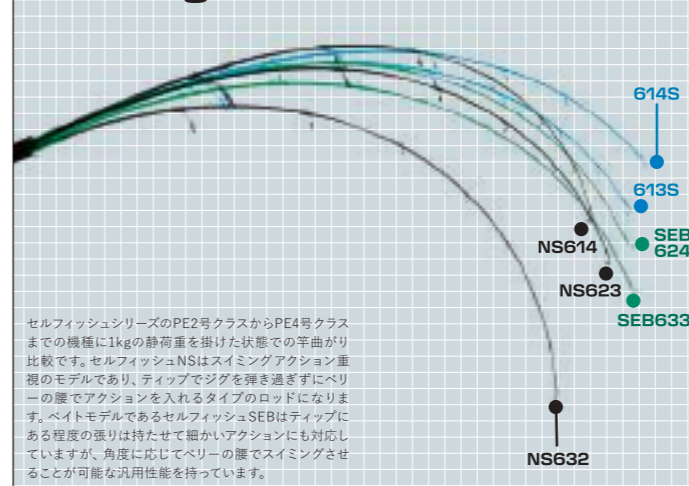 614S
613S
SEB
624
NS614
NS623
SEB633
セルフィッシュシリーズのPE2号クラスからPE4号クラス
までの機種に1kgの静荷重を掛けた状態での竿曲がり
比較です。セルフィッシュNSはスイミングアクション重
視のモデルであり、ティップでジグを弾き過ぎずにベリ
ーの腰でアクションを入れるタイプのロッドになりま
す。ベイトモデルであるセルフィッシュSEBはティップに
ある程度の張りは持たせて細かいアクションにも対応し
ていますが、角度に応じてベリーの腰でスイミングさせ
ることが可能な汎用性能を持っています。
NS632